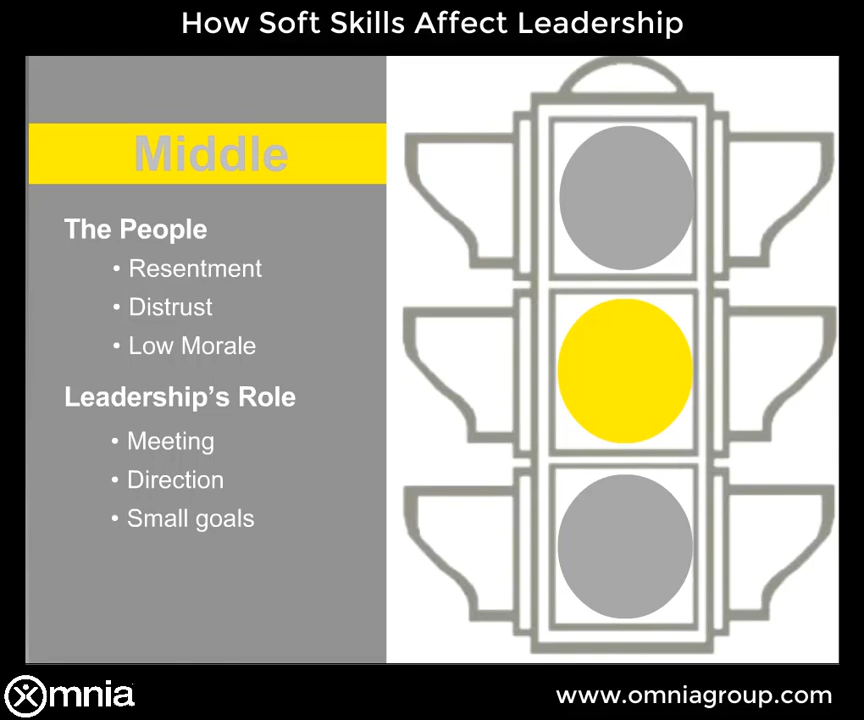 How Soft Skills Affect Leadership
Middle
The People
• Resentment
• Distrust
• Low Morale
Leadership's Role
• Meeting
• Direction
• Small goals
Omnia
www.omniagroup.com